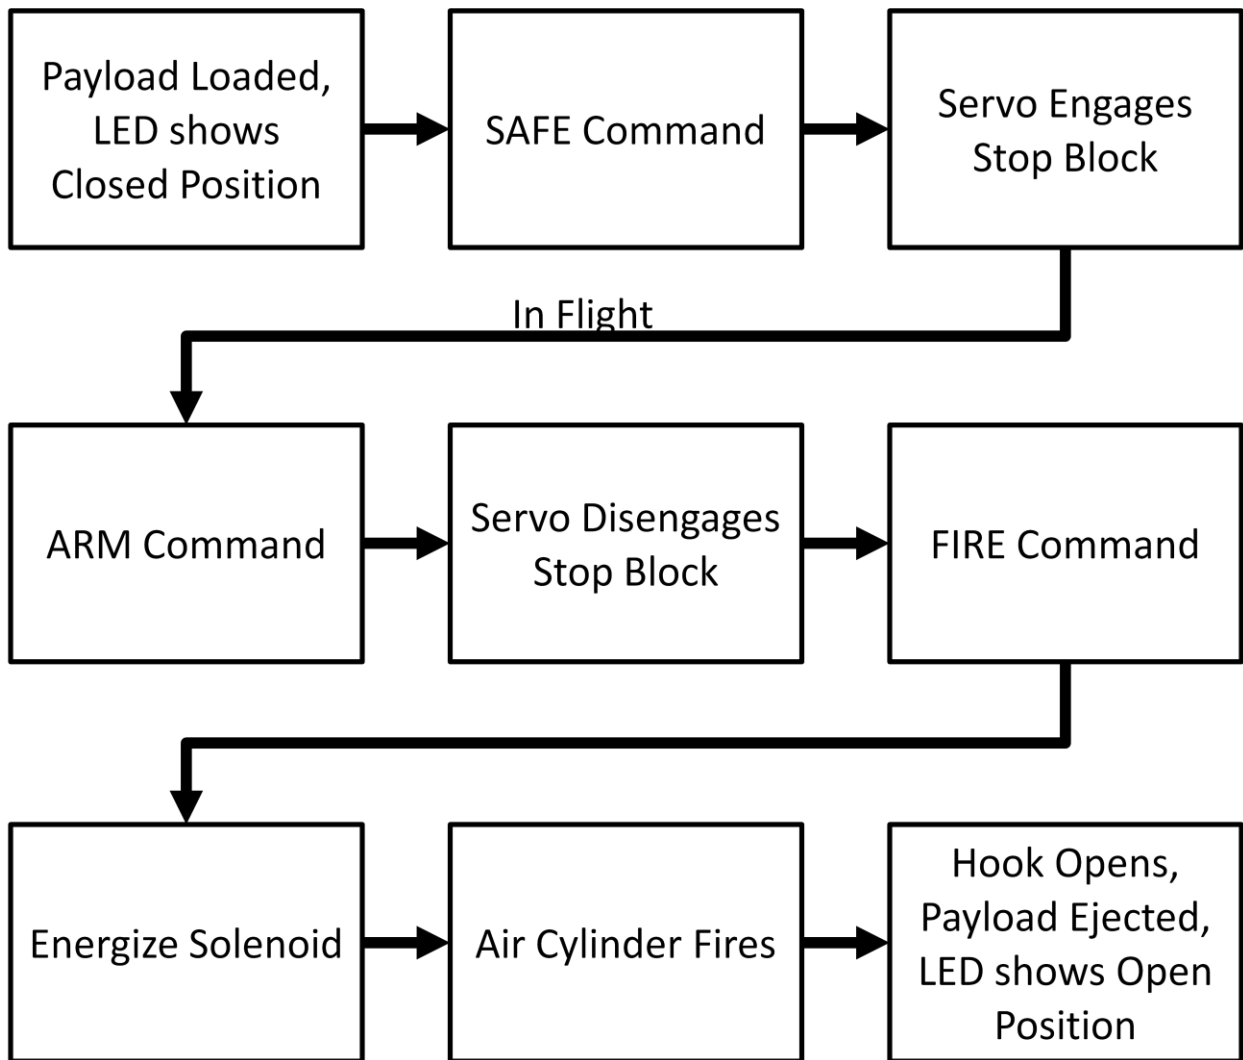 Payload Loaded,
LED shows
Closed Position
SAFE Command
Servo Engages
Stop Block
In Flight
ARM Command
Servo Disengages
Stop Block
FIRE Command
Energize Solenoid
Air Cylinder Fires
Hook Opens,
Payload Ejected,
LED shows Open
Position